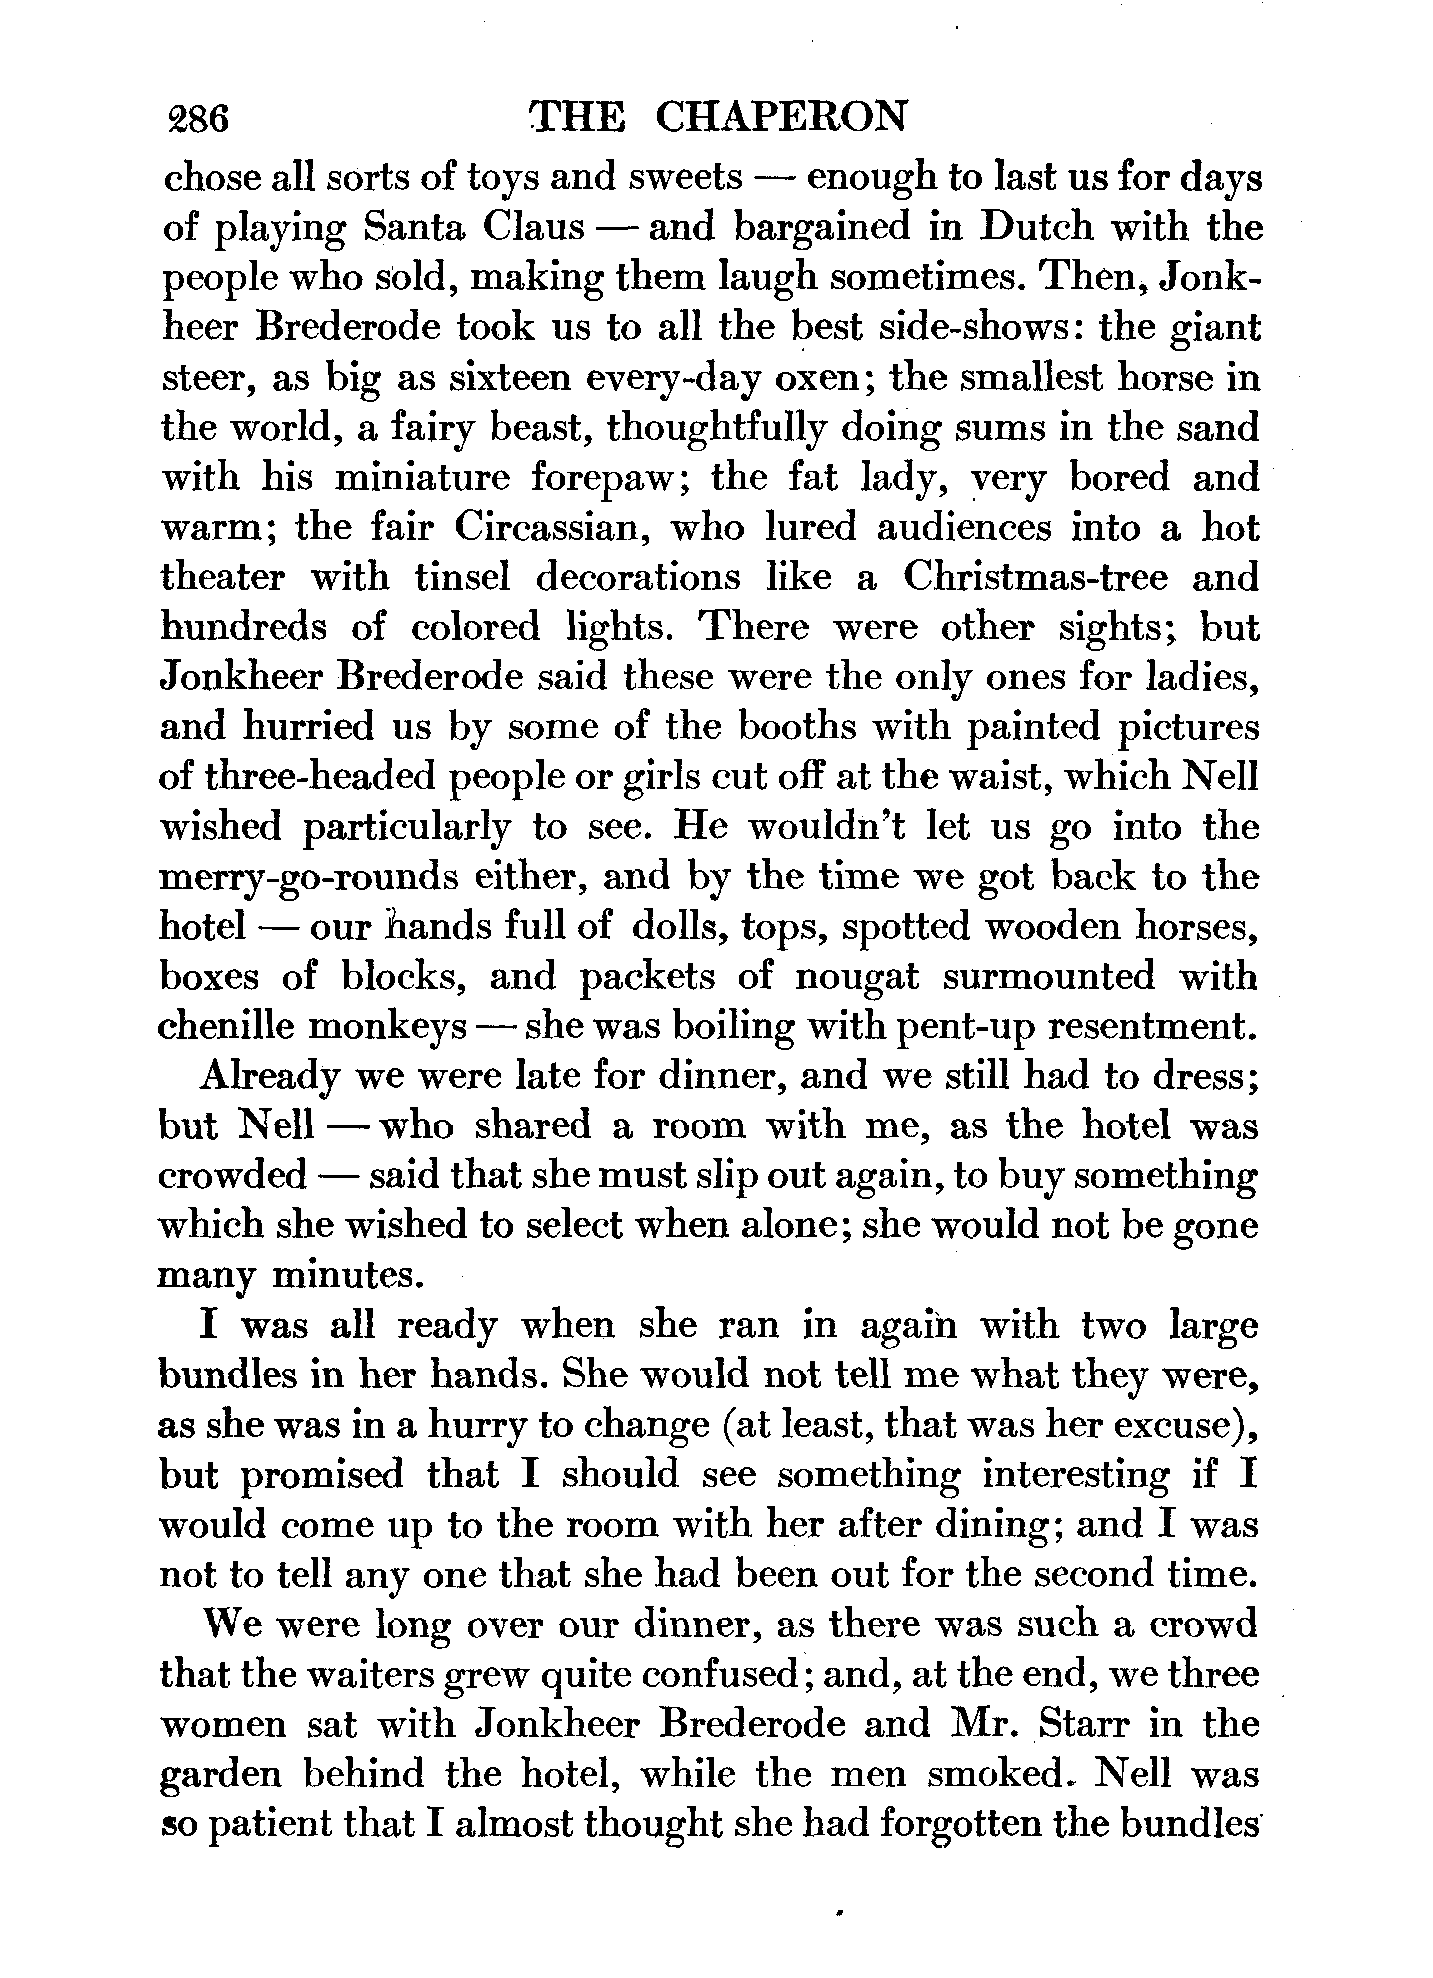 286 THE CHAPERON
chose all sorts of toys and sweets — enough to last us for days
of playing Santa Claus — and bargained in Dutch with the
people who sold, making them laugh sometimes. Then, Jonk-
heer Brederode took us to all the best side-shows: the giant
steer, as big as sixteen every-day oxen; the smallest horse in
the world, a fairy beast, thoughtfully doing sums in the sand
with his miniature forepaw; the fat lady, very bored and
warm; the fair Circassian, who lured audiences into a hot
theater with tinsel decorations like a Christmas-tree and
hundreds of colored lights. There were other sights; but
Jonkheer Brederode said these were the only ones for ladies,
and hurried us by some of the booths with painted pictures
of three-headed people or girls cut off at the waist, which Nell
wished particularly to see. He wouldn't let us go into the
merry-go-rounds either, and by the time we got back to the
hotel — our hands full of dolls, tops, spotted wooden horses,
boxes of blocks, and packets of nougat surmounted with
chenille monkeys — she was boiling with pent-up resentment.
Already we were late for dinner, and we still had to dress;
but Nell — who shared a room with me, as the hotel was
crowded — said that she must slip out again, to buy something
which she wished to select when alone; she would not be gone
many minutes.
I was all ready when she ran in again with two large
bundles in her hands. She would not tell me what they were,
as she was in a hurry to change (at least, that was her excuse),
but promised that I should see something interesting if I
would come up to the room with her after dining; and I was
not to tell any one that she had been out for the second time.
We were long over our dinner, as there was such a crowd
that the waiters grew quite confused; and, at the end, we three
women sat with Jonkheer Brederode and Mr. Starr in the
garden behind the hotel, while the men smoked. Nell was
so patient that I almost thought she had forgotten the bundles